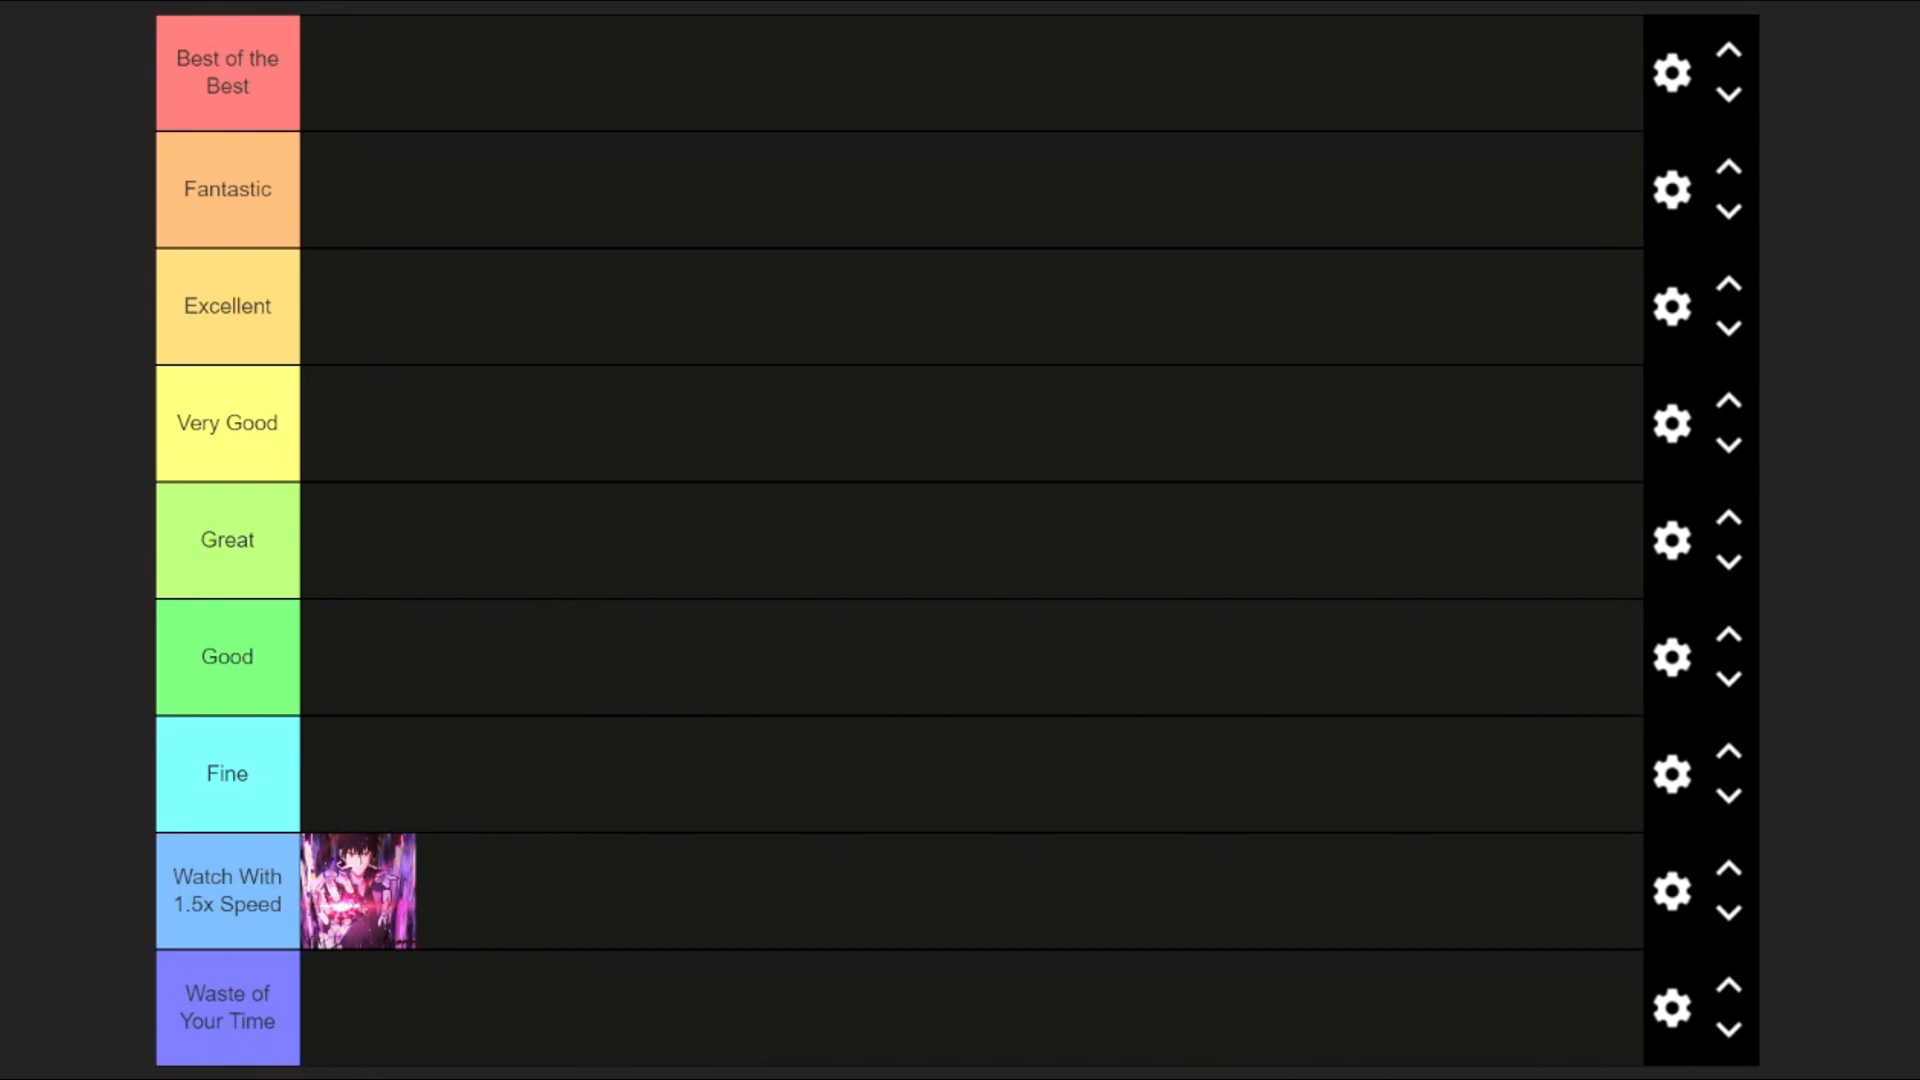 Best of the
Best
Fantastic
Excellent
Very Good
Great
Good
Fine
Watch With
1.5x Speed
Waste of
Your Time